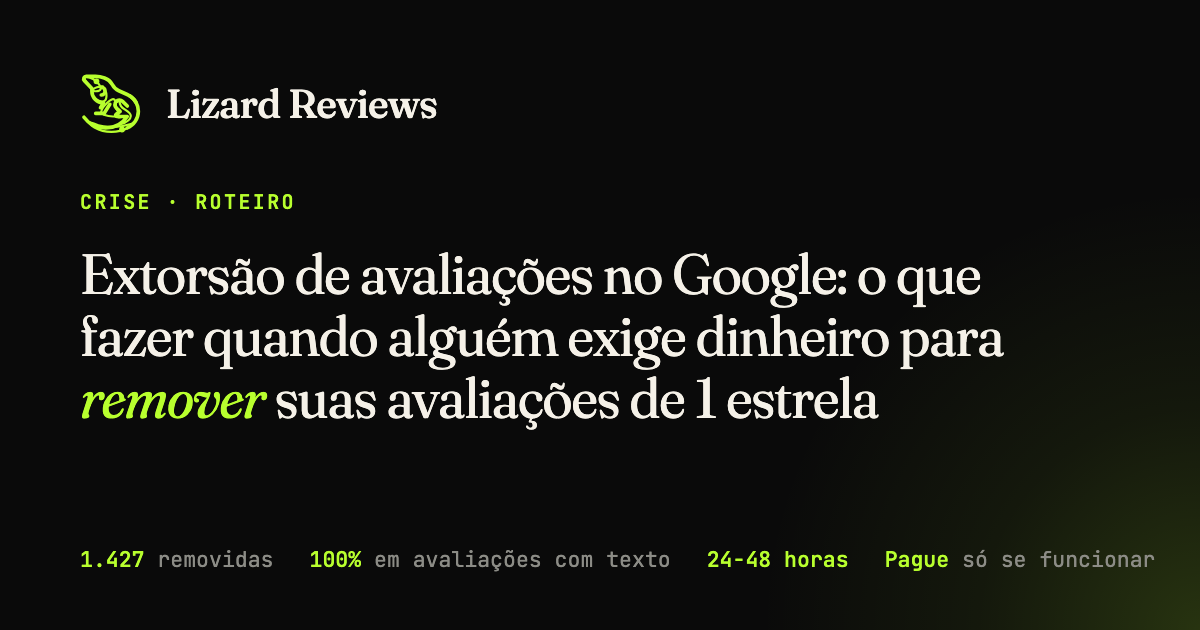 Lizard Reviews
CRISE · ROTEIRO
Extorsão de avaliações no Google: o que
fazer quando alguém exige dinheiro para
remover suas avaliações de 1 estrela
1.427 removidas 100% em avaliações com texto 24-48 horas Pague só se funcionar